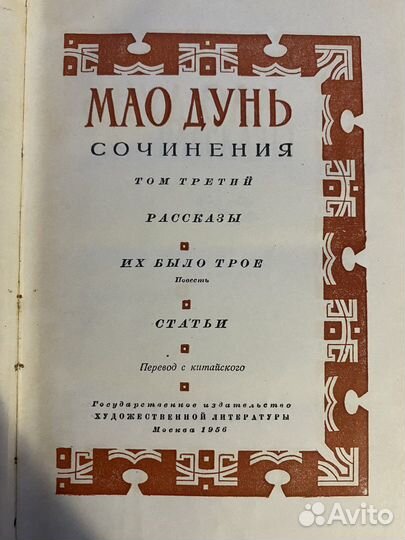 МАО ДУНЬ
СОЧИНЕНИЯ
ТОМ ТРЕТИЙ
РАССКАЗЫ
ИХ БЫЛО ТРОЕ
Повесть
СТАТЬИ
Перевод с китайского
Государственное издательство
ХУДОЖЕСТВЕННОЙ ЛИТЕРАТУРЫ
Москва 1956
Avito